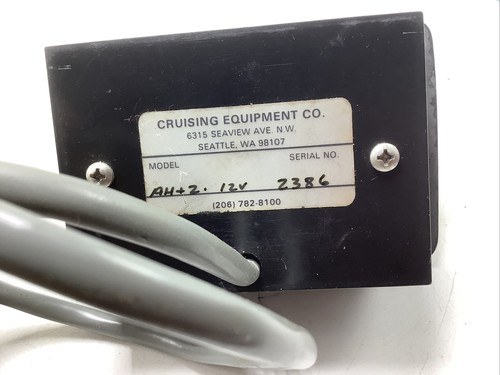 CRUISING EQUIPMENT CO.
6315 SEAVIEW AVE. N.W.
SEATTLE, WA 98107
MODEL SERIAL NO.
AH+2. 12V 2386
(206) 782-8100